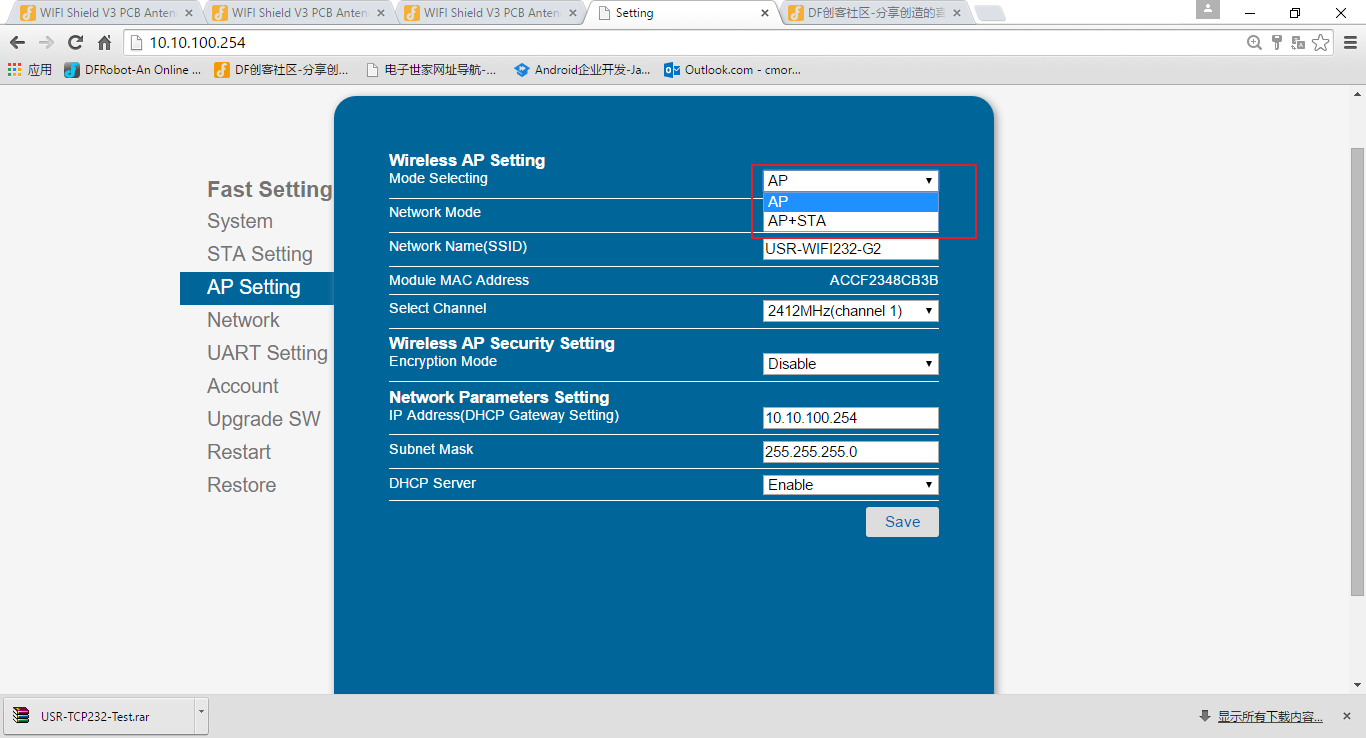 WIFI Shield V3 PCB Anten
WIFI Shield V3 PCB Anten
WIFI Shield V3 PCB Anten
Setting
DF创客社区-分享创造的喜
10.10.100.254
应用
DFRobot-An Online ...
DF创客社区-分享创...
电子世家网址导航-...
Android企业开发-Ja...
Outlook.com - cmor...
Fast Setting
System
STA Setting
AP Setting
Network
UART Setting
Account
Upgrade SW
Restart
Restore
Wireless AP Setting
Mode Selecting
AP
AP
AP+STA
Network Mode
Network Name(SSID)
USR-WIFI232-G2
Module MAC Address
ACCF2348CB3B
Select Channel
2412MHz(channel 1)
Wireless AP Security Setting
Encryption Mode
Disable
Network Parameters Setting
IP Address(DHCP Gateway Setting)
10.10.100.254
Subnet Mask
255.255.255.0
DHCP Server
Enable
Save
USR-TCP232-Test.rar
显示所有下载内容...